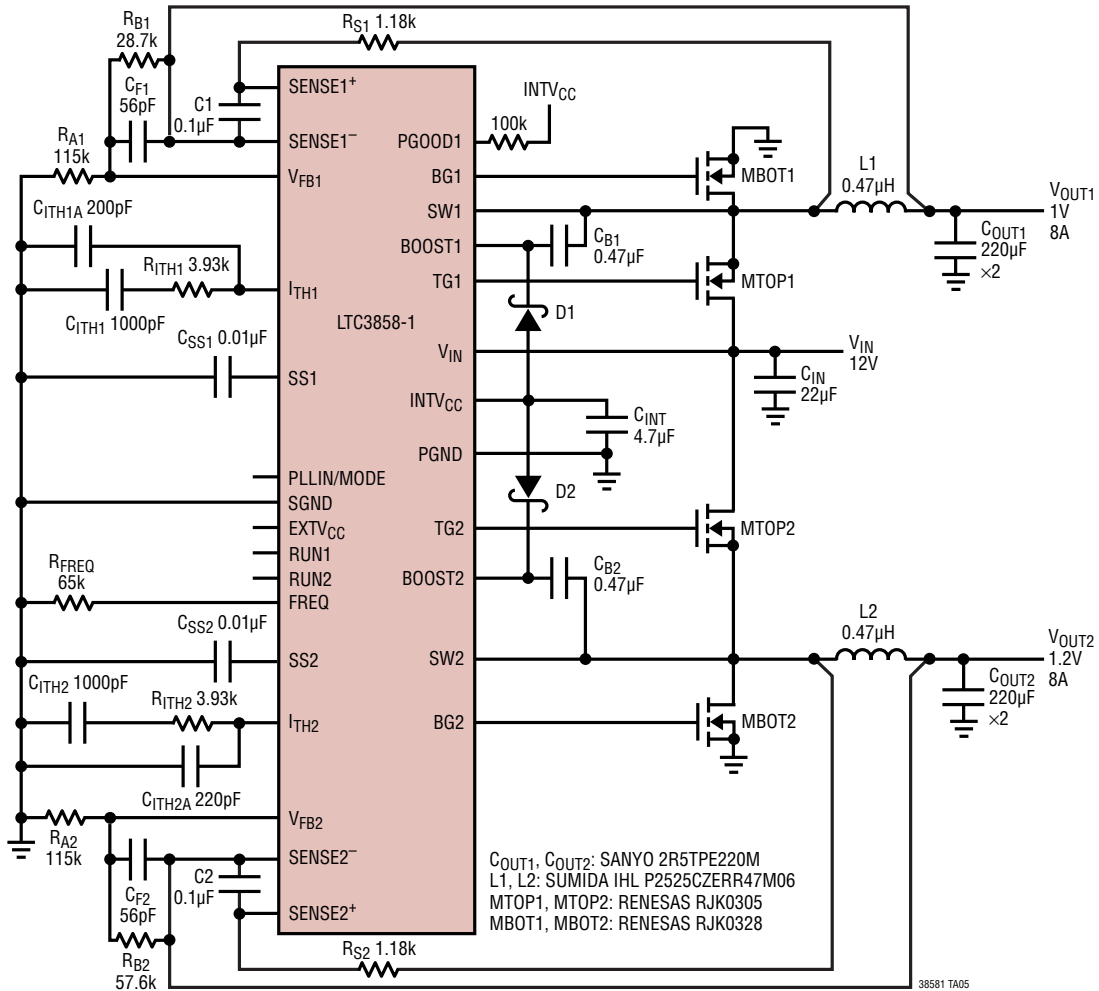 RB1
28.7k
CF1
56pF
RA1
115k
RS1 1.18k
C1
0.1µF
CITH1A 200pF
RITH1 3.93k
CITH1 1000pF
CSS1 0.01µF
RFREQ
65k
CSS2 0.01µF
CITH2 1000pF
RITH2 3.93k
CITH2A 220pF
RA2
115k
CF2
56pF
RB2
57.6k
C2
0.1µF
RS2 1.18k
SENSE1+
SENSE1–
VFB1
ITH1
SS1
PLLIN/MODE
SGND
EXTVCC
RUN1
RUN2
FREQ
SS2
ITH2
VFB2
SENSE2–
SENSE2+
LTC3858-1
PGOOD1
BG1
SW1
BOOST1
TG1
VIN
INTVCC
PGND
TG2
BOOST2
SW2
BG2
INTVCC
100k
MBOT1
CB1
0.47µF
MTOP1
D1
L1
0.47µH
VOUT1
1V
8A
COUT1
220µF
×2
VIN
12V
CIN
22µF
CINT
4.7µF
D2
MTOP2
CB2
0.47µF
L2
0.47µH
VOUT2
1.2V
8A
COUT2
220µF
×2
MBOT2
COUT1, COUT2: SANYO 2R5TPE220M
L1, L2: SUMIDA IHL P2525CZERR47M06
MTOP1, MTOP2: RENESAS RJK0305
MBOT1, MBOT2: RENESAS RJK0328
38581 TA05